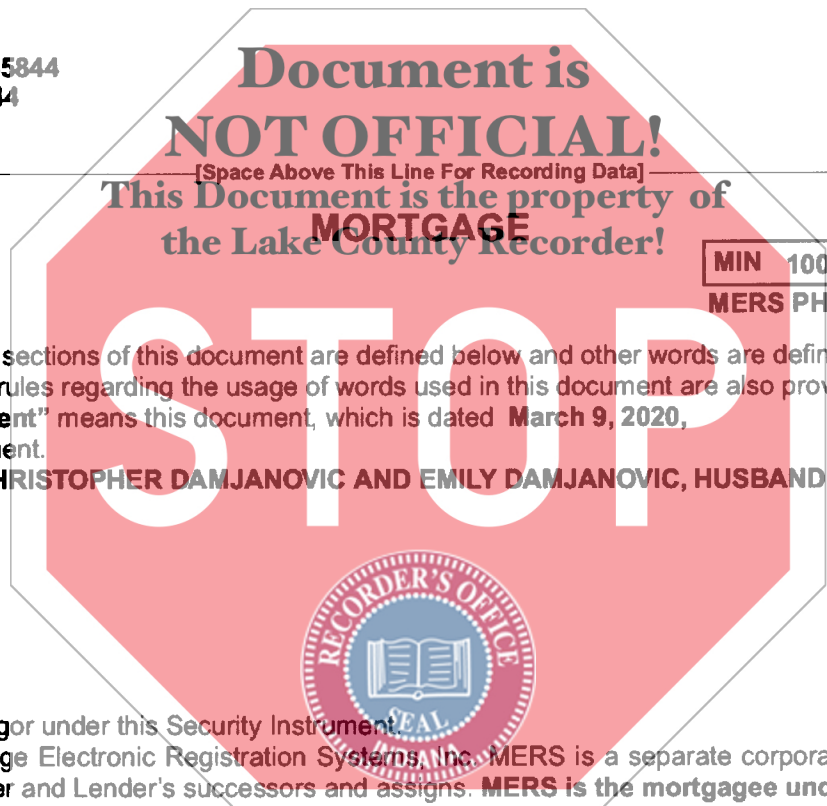 5844
4
Document is
NOT OFFICIAL!
[Space Above This Line For Recording Data]
This Document is the property of
MORTGAGE
the Lake County Recorder!
MIN 100
MERS PH
STOP
sections of this document are defined below and other words are defin
rules regarding the usage of words used in this document are also prov
ent" means this document, which is dated March 9, 2020,
ent.
HRISTOPHER DAMJANOVIC AND EMILY DAMJANOVIC, HUSBAND
RECORDER'S OFFICE
SEAL
INDIANA
gor under this Security Instrument.
ge Electronic Registration Systems, Inc. MERS is a separate corpora
er and Lender's successors and assigns. MERS is the mortgagee und